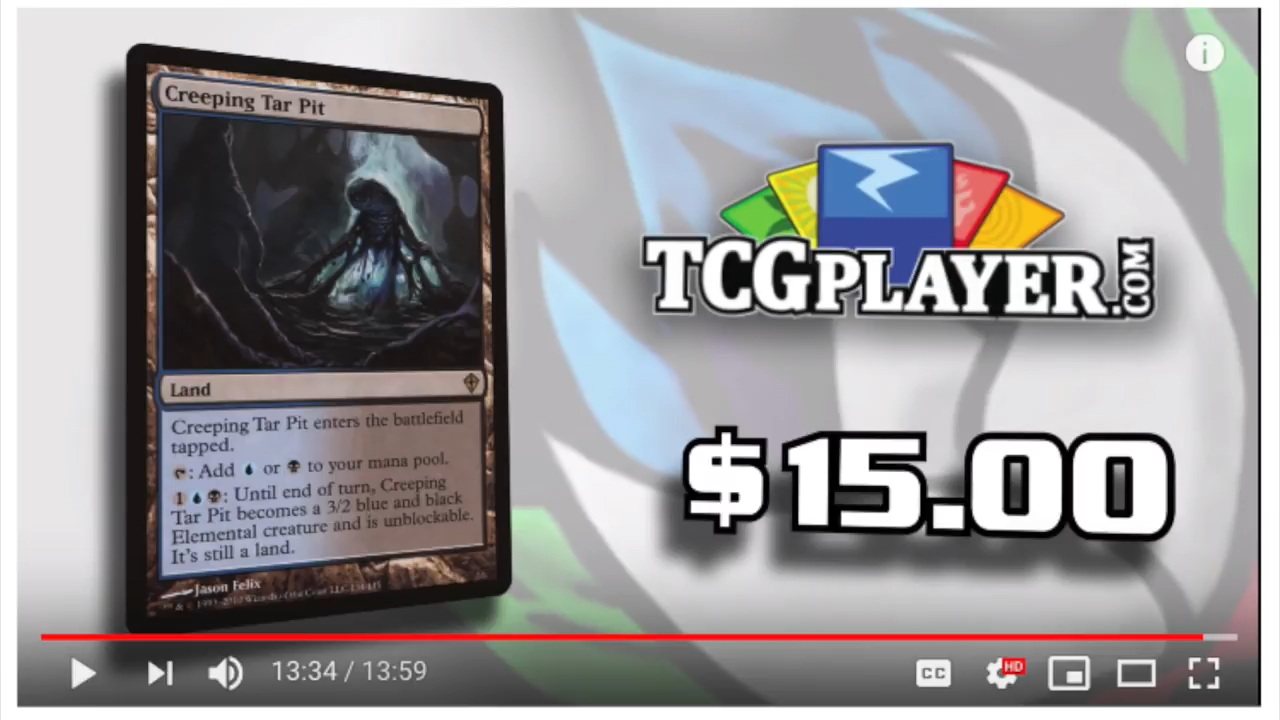 Creeping Tar Pit
Land
Creeping Tar Pit enters the battlefield
tapped.
: Add or to your mana pool.
1 : Until end of turn, Creeping
Tar Pit becomes a 3/2 blue and black
Elemental creature and is unblockable.
It's still a land.
Jason Felix
TCGPLAYER.COM
$15.00
i
13:34 / 13:59
CC
HD